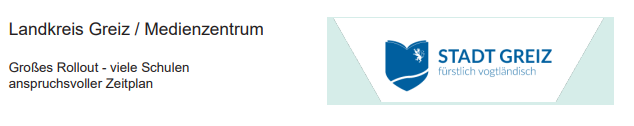 Landkreis Greiz / Medienzentrum
Großes Rollout - viele Schulen
anspruchsvoller Zeitplan
STADT GREIZ
fürstlich vogtländisch